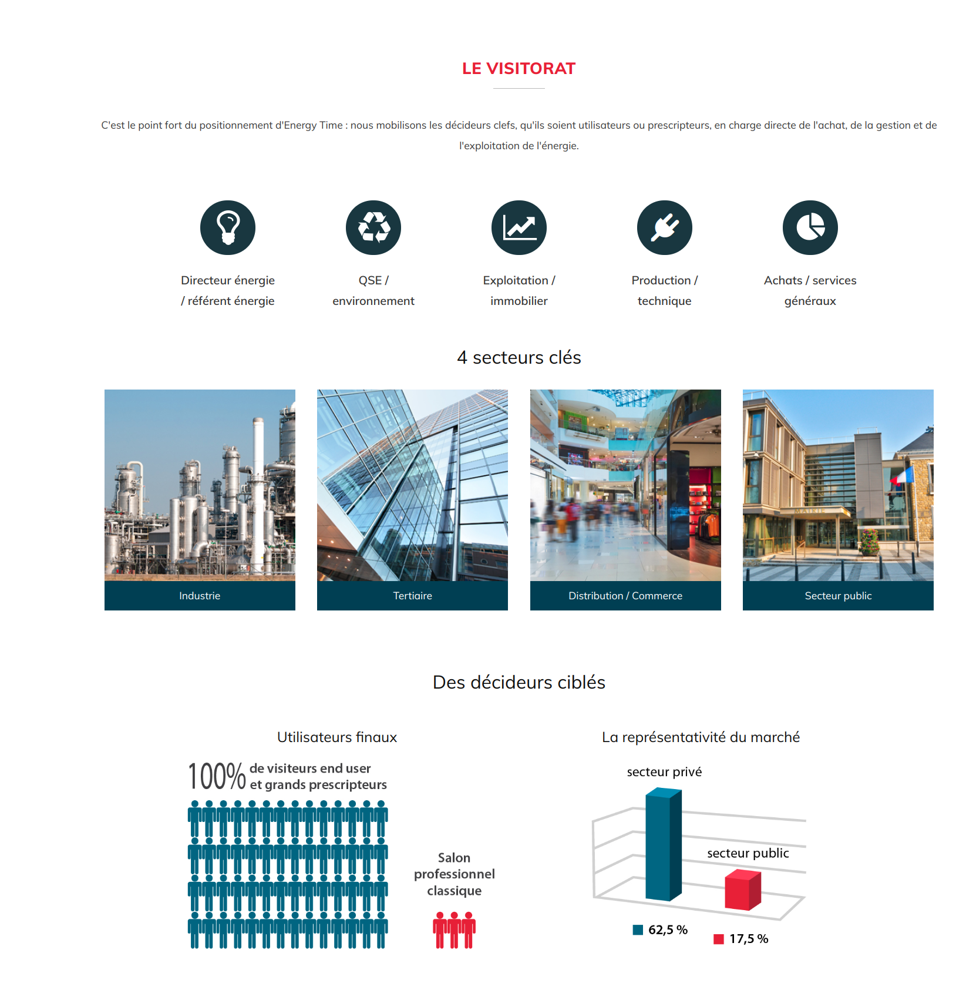 LE VISITORAT
C'est le point fort du positionnement d'Energy Time : nous mobilisons les décideurs clefs, qu'ils soient utilisateurs ou prescripteurs, en charge directe de l'achat, de la gestion et de
l'exploitation de l'énergie.
Directeur énergie
/ référent énergie
QSE /
environnement
Exploitation /
immobilier
Production /
technique
Achats / services
généraux
4 secteurs clés
MAIRIE
Industrie
Tertiaire
Distribution / Commerce
Secteur public
Des décideurs ciblés
Utilisateurs finaux
100% de visiteurs end user
et grands prescripteurs
Salon
professionnel
classique
La représentativité du marché
secteur privé
secteur public
62,5 %
17,5 %